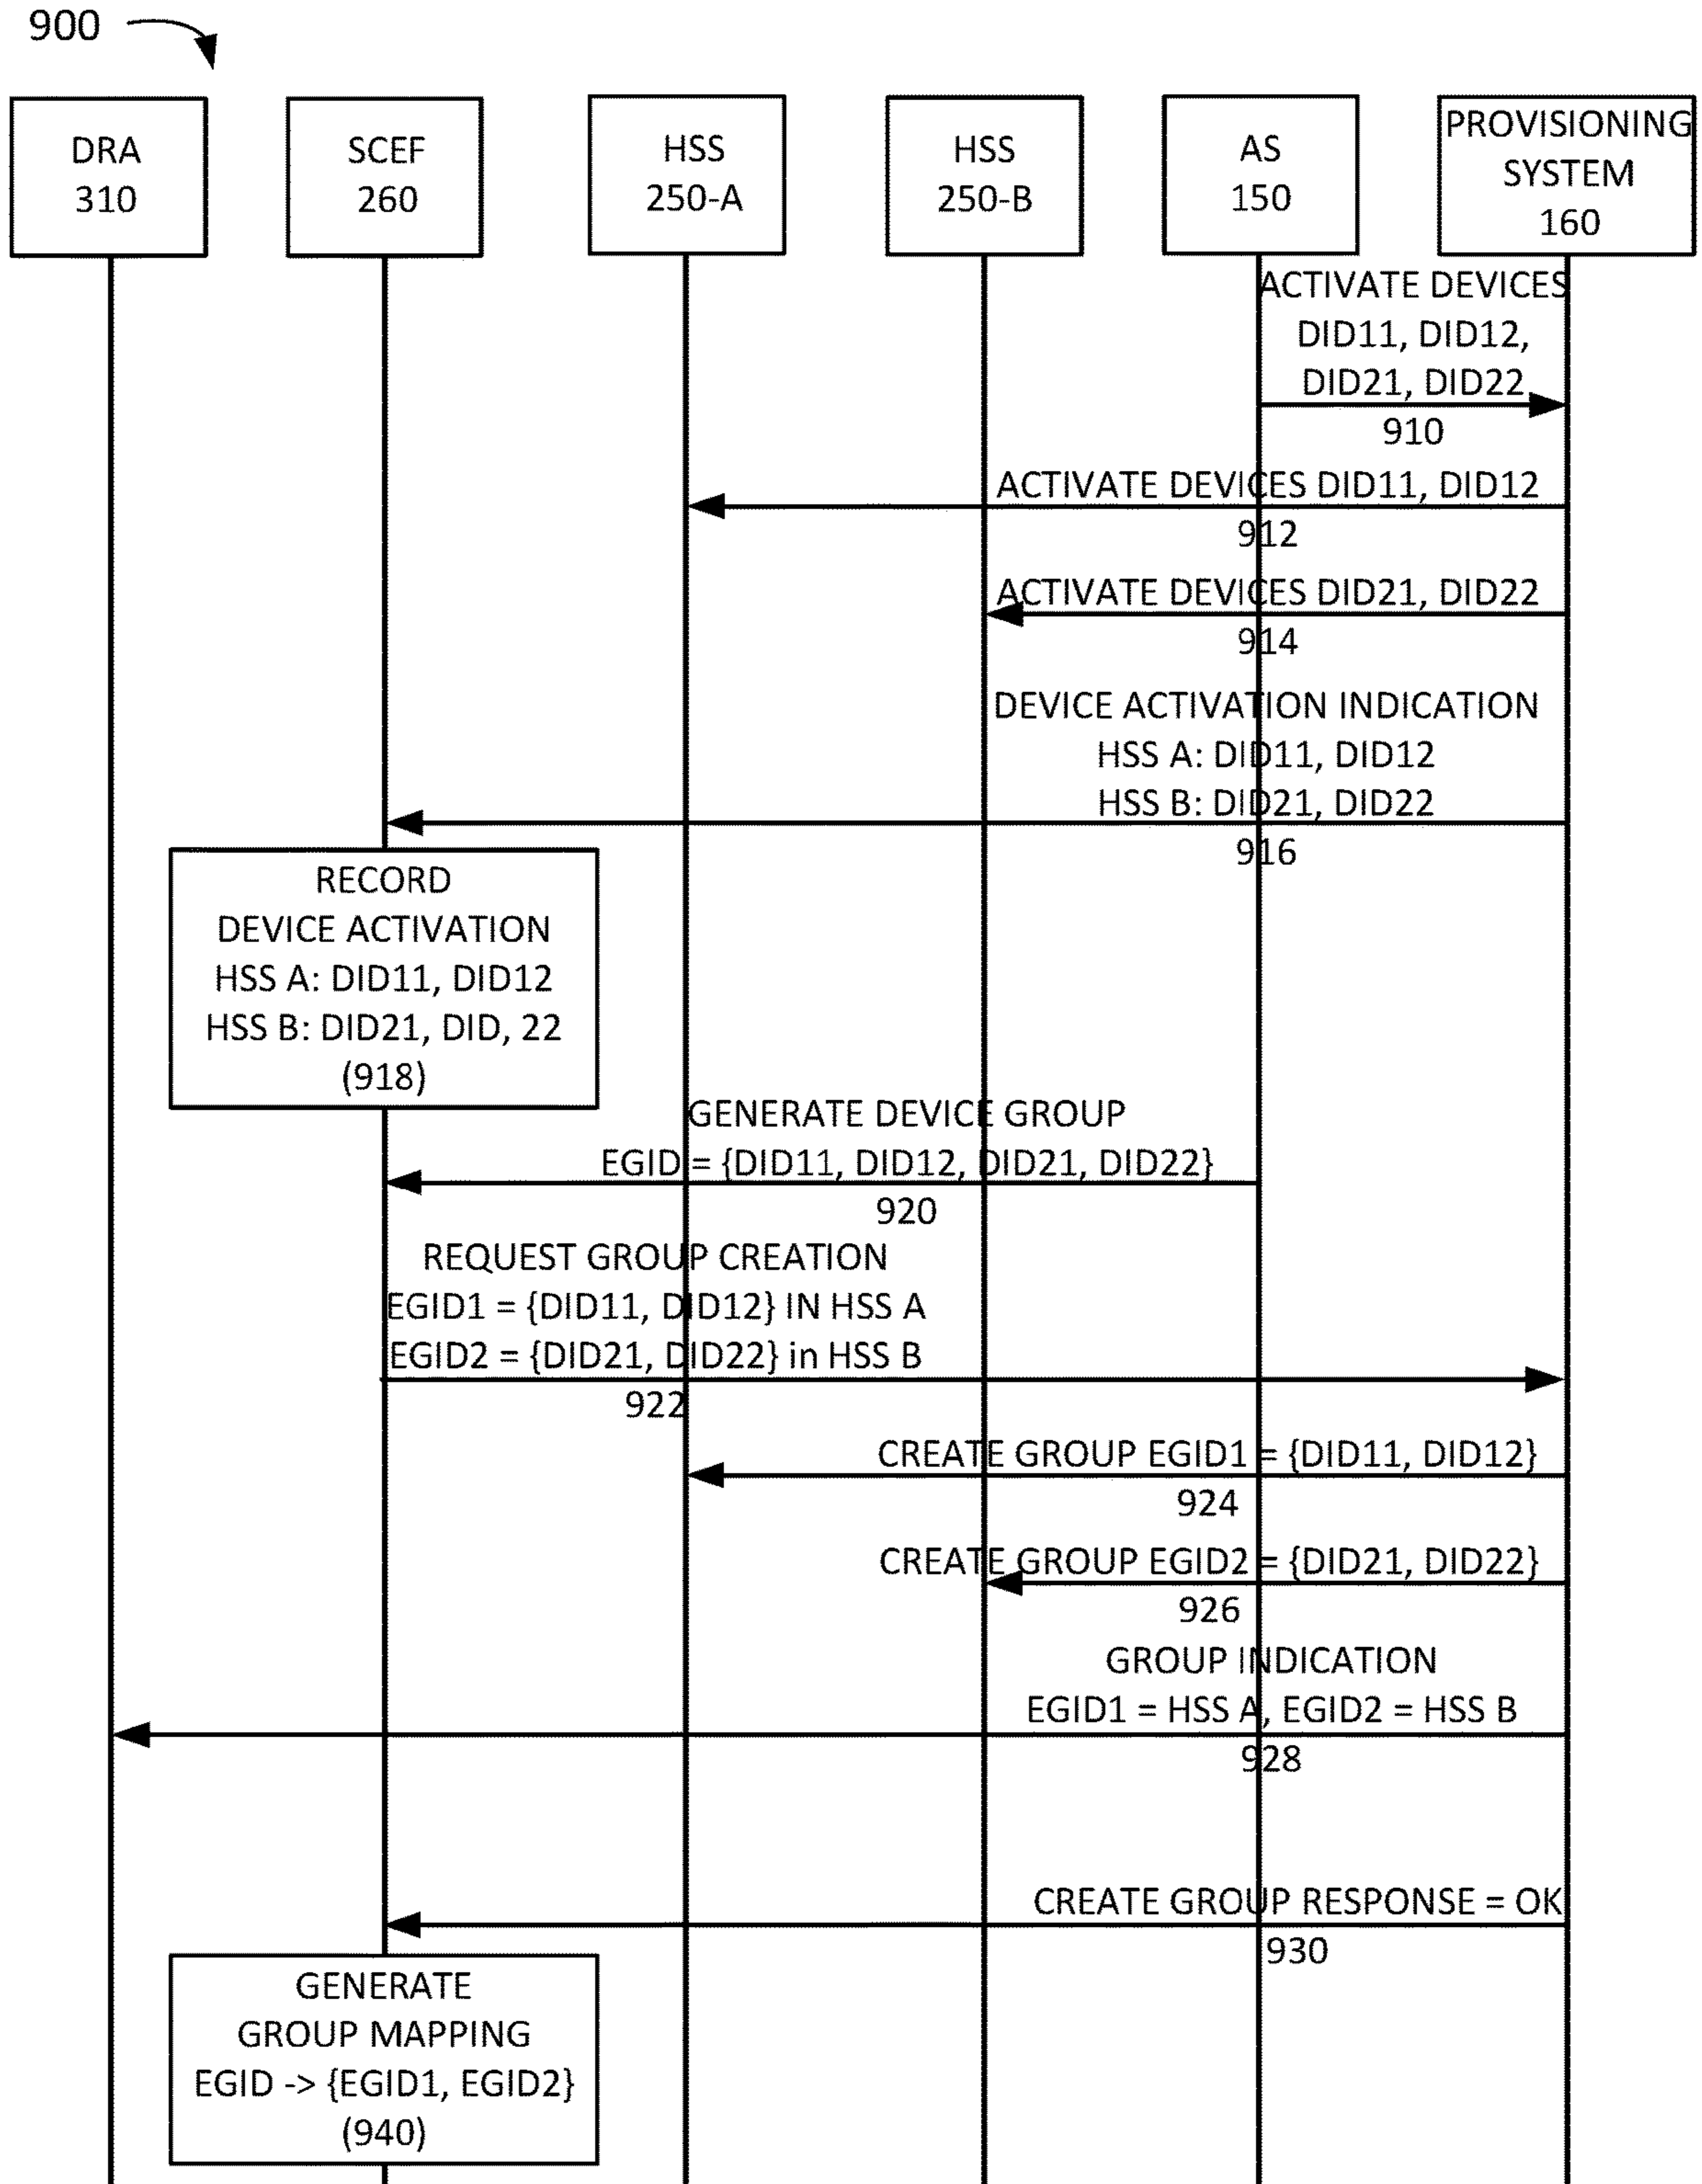 900
DRA
310
SCEF
260
HSS
250-A
HSS
250-B
AS
150
PROVISIONING
SYSTEM
160
ACTIVATE DEVICES
DID11, DID12,
DID21, DID22
910
ACTIVATE DEVICES DID11, DID12
912
ACTIVATE DEVICES DID21, DID22
914
DEVICE ACTIVATION INDICATION
HSS A: DID11, DID12
HSS B: DID21, DID22
916
RECORD
DEVICE ACTIVATION
HSS A: DID11, DID12
HSS B: DID21, DID, 22
(918)
GENERATE DEVICE GROUP
EGID = {DID11, DID12, DID21, DID22}
920
REQUEST GROUP CREATION
EGID1 = {DID11, DID12} IN HSS A
EGID2 = {DID21, DID22} in HSS B
922
CREATE GROUP EGID1 = {DID11, DID12}
924
CREATE GROUP EGID2 = {DID21, DID22}
926
GROUP INDICATION
EGID1 = HSS A, EGID2 = HSS B
928
CREATE GROUP RESPONSE = OK
930
GENERATE
GROUP MAPPING
EGID -> {EGID1, EGID2}
(940)